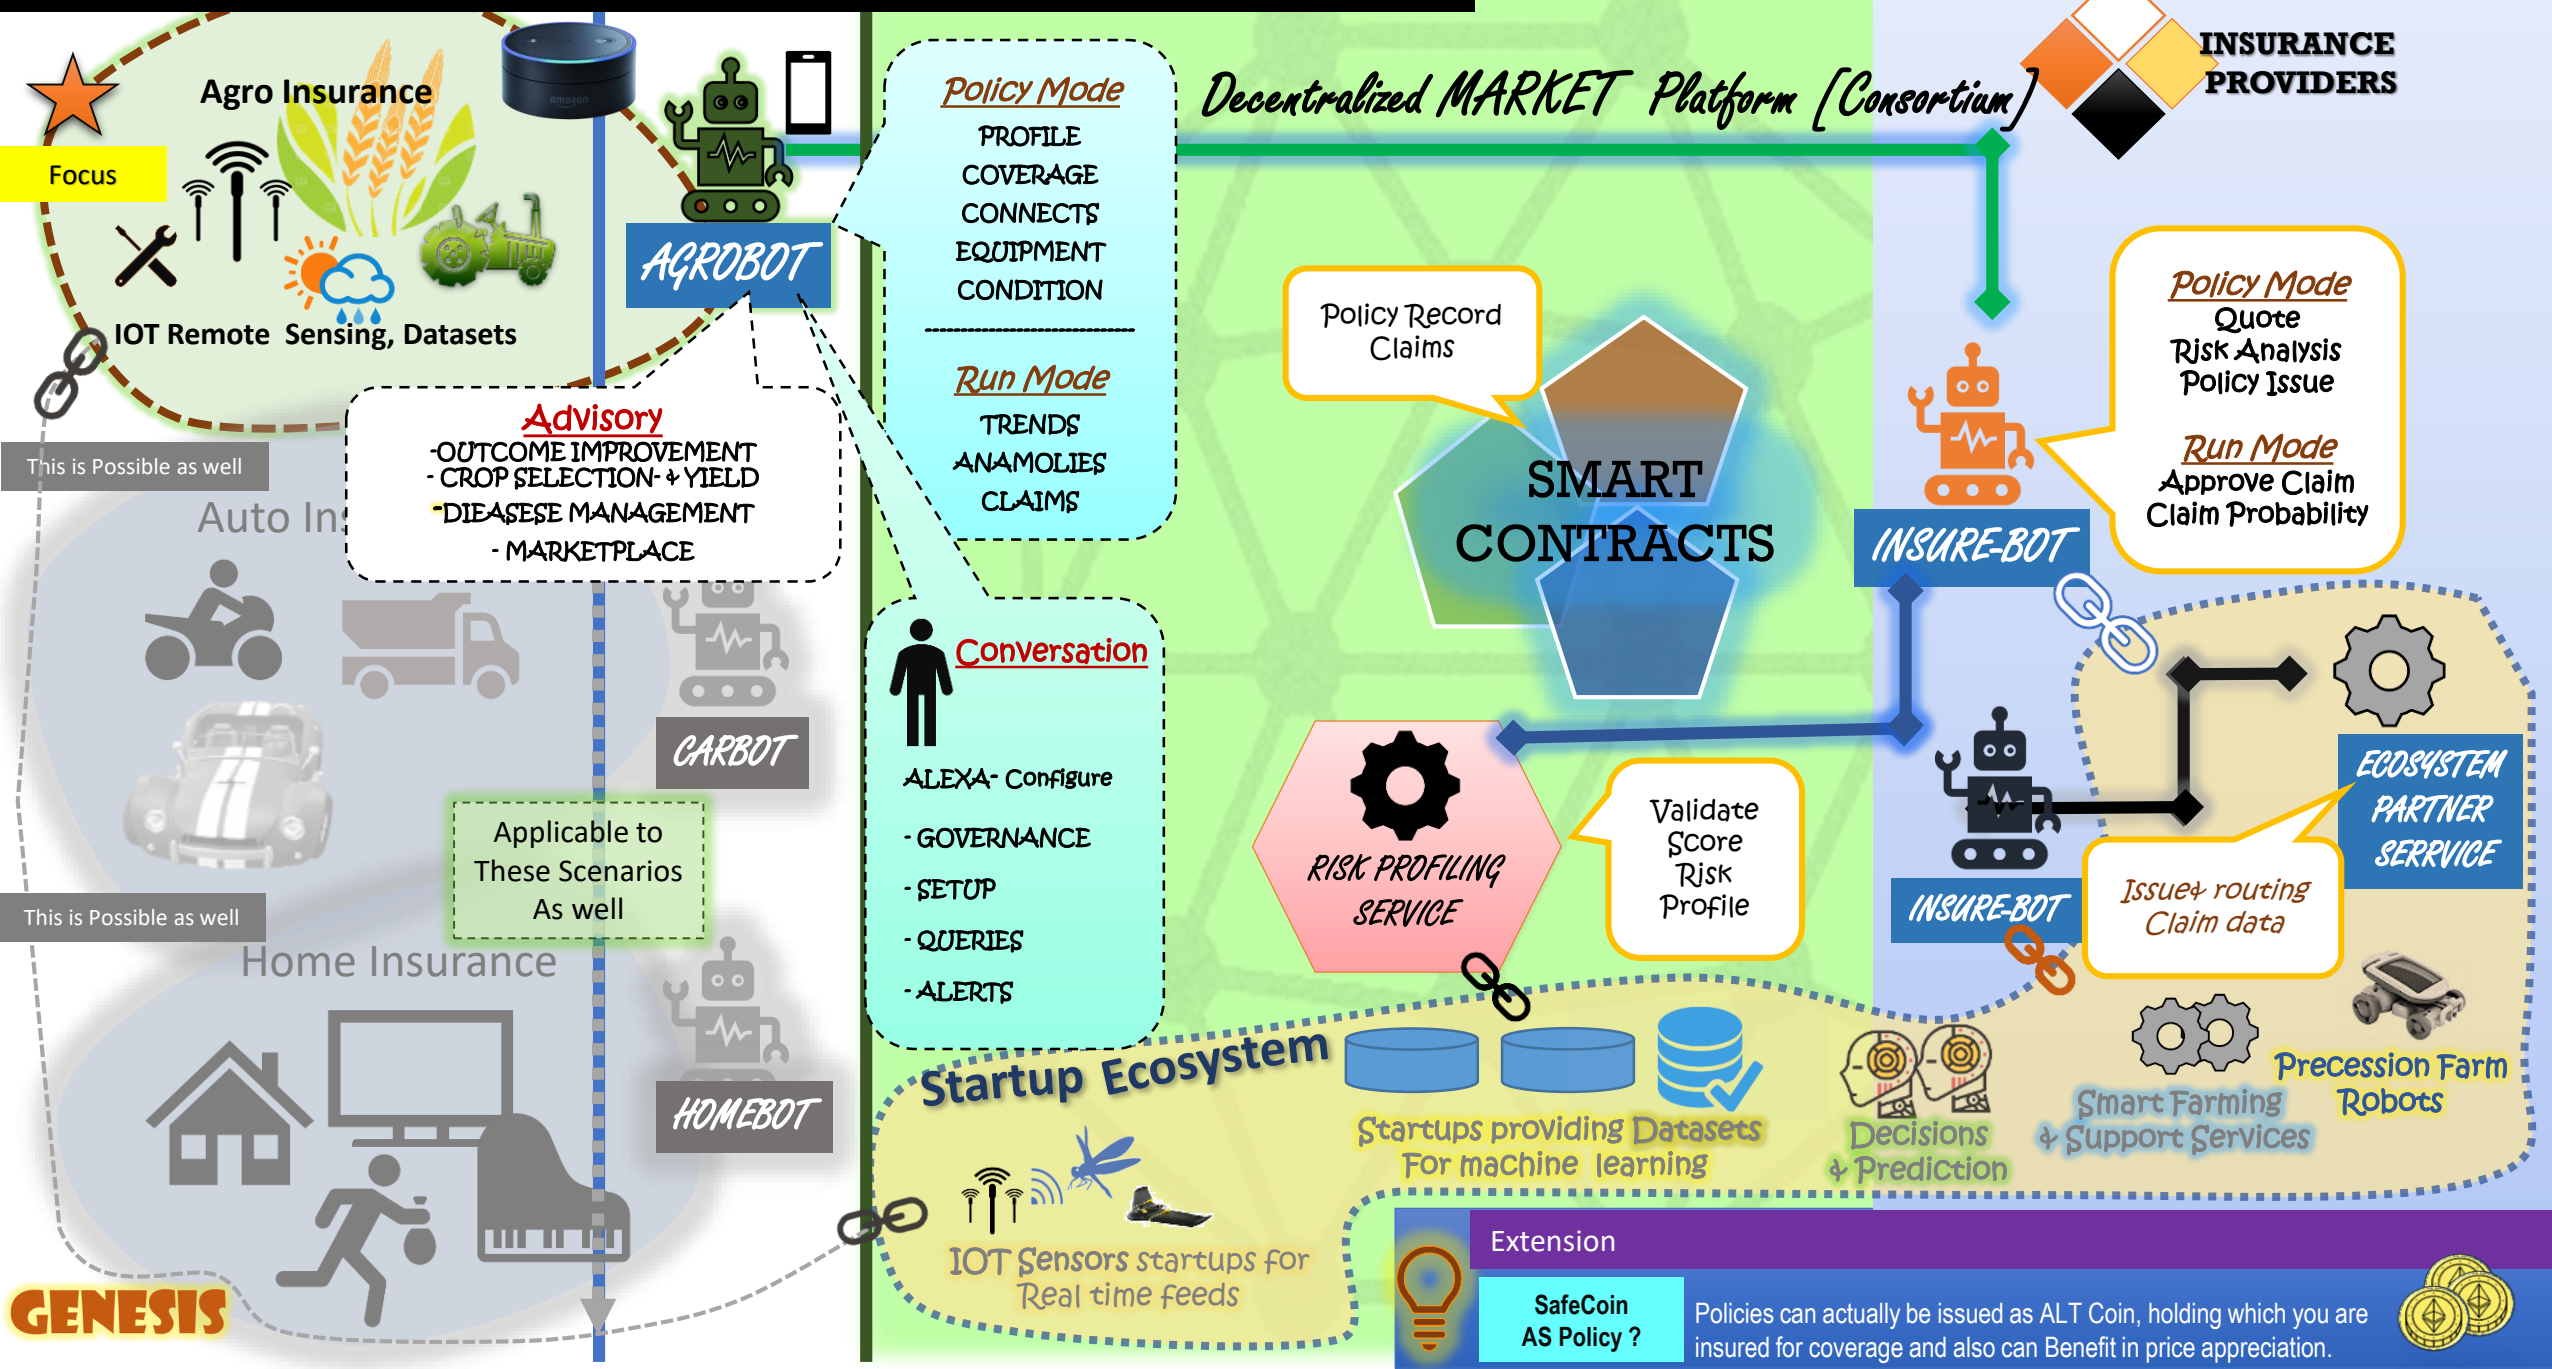 Agro Insurance
Focus
IOT Remote Sensing, Datasets
amazon
AGROBOT
Policy Mode
PROFILE
COVERAGE
CONNECTS
EQUIPMENT
CONDITION
Run Mode
TRENDS
ANAMOLIES
CLAIMS
Decentralized MARKET Platform [Consortium]
INSURANCE
PROVIDERS
Policy Record
Claims
SMART
CONTRACTS
Policy Mode
Quote
Risk Analysis
Policy Issue
Run Mode
Approve Claim
Claim Probability
INSURE-BOT
This is Possible as well
Auto Ins
Advisory
-OUTCOME IMPROVEMENT
- CROP SELECTION- & YIELD
-DIEASESE MANAGEMENT
- MARKETPLACE
CARBOT
Applicable to
These Scenarios
As well
This is Possible as well
Home Insurance
HOMEBOT
GENESIS
Conversation
ALEXA- Configure
- GOVERNANCE
- SETUP
- QUERIES
- ALERTS
RISK PROFILING
SERVICE
Validate
Score
Risk
Profile
INSURE-BOT
ECOSYSTEM
PARTNER
SERRVICE
Issue& routing
Claim data
Startup Ecosystem
IOT Sensors startups for
Real time feeds
Startups providing Datasets
For machine learning
Decisions
& Prediction
Smart Farming
& Support Services
Precession Farm
Robots
Extension
SafeCoin
AS Policy ?
Policies can actually be issued as ALT Coin, holding which you are
insured for coverage and also can Benefit in price appreciation.